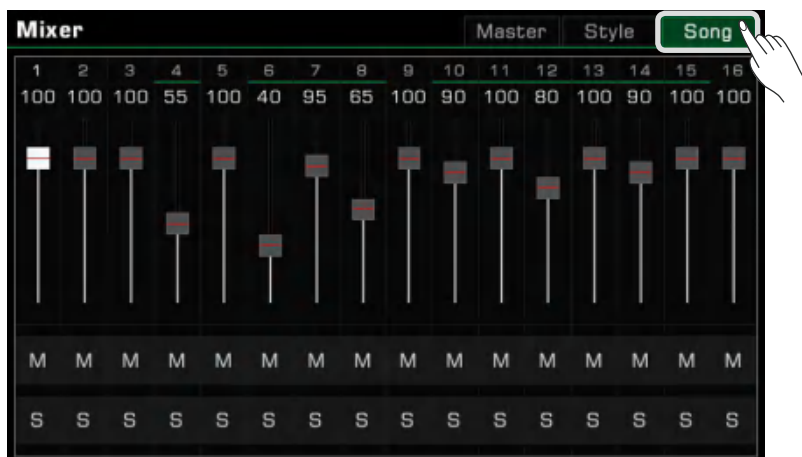 Mixer Master Style Song
1 2 3 4 5 6 7 8 9 10 11 12 13 14 15 16
100 100 100 55 100 40 95 65 100 90 100 80 100 90 100 100
M M M M M M M M M M M M M M M M
S S S S S S S S S S S S S S S S